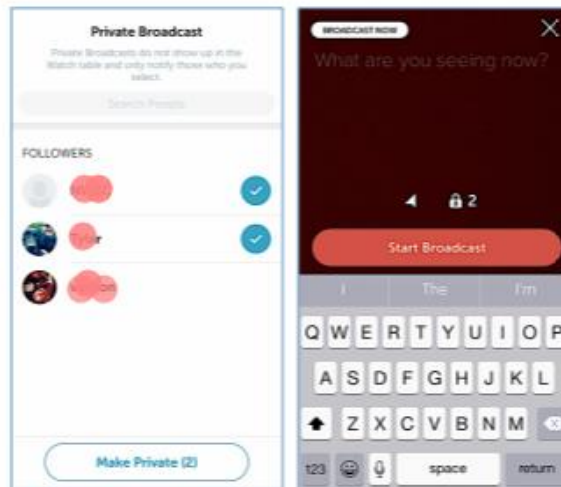 Private Broadcast
Private Broadcasts do not show up in the
Watch table and only notify those who you
select.
Search People
FOLLOWERS
Make Private (2)
BROADCAST NOW
What are you seeing now?
2
Start Broadcast
I The I'm
Q W E R T Y U I O P
A S D F G H J K L
Z X C V B N M
123 space return